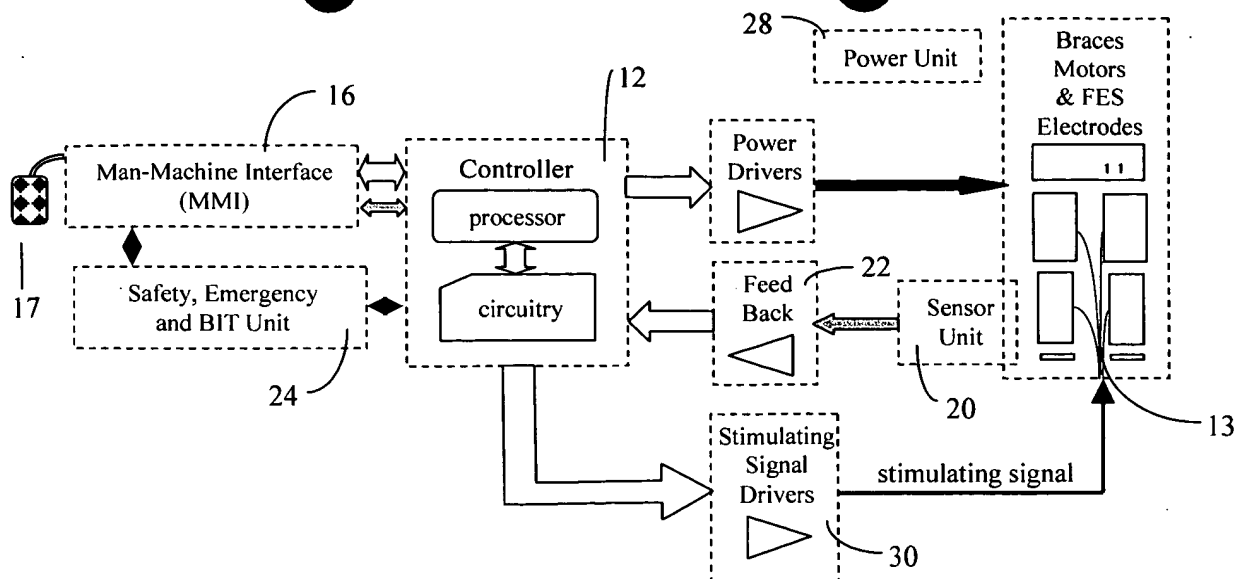 28
Power Unit
Braces
Motors
& FES
Electrodes
12
16
Man-Machine Interface
(MMI)
Controller
processor
circuitry
Power
Drivers
17
Safety, Emergency
and BIT Unit
24
Feed
Back
22
Sensor
Unit
20
13
Stimulating
Signal
Drivers
30
stimulating signal